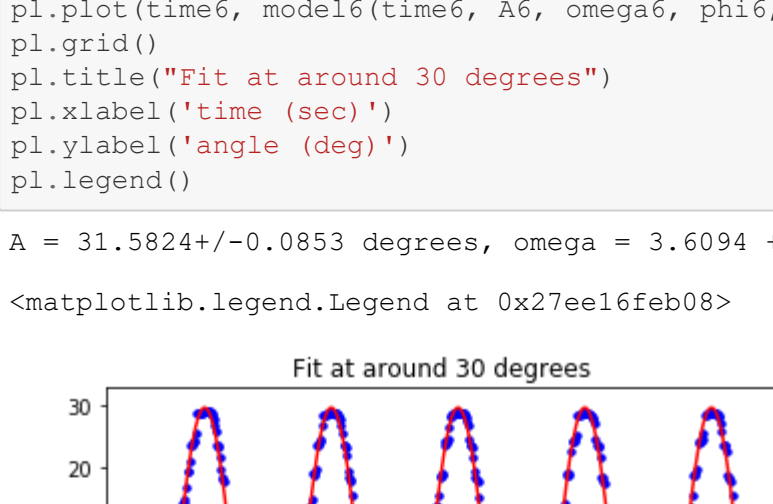 pl.plot(time6, model6(time6, A6, omega6, phi6,
pl.grid()
pl.title("Fit at around 30 degrees")
pl.xlabel('time (sec)')
pl.ylabel('angle (deg)')
pl.legend()
A = 31.5824+/-0.0853 degrees, omega = 3.6094 +
<matplotlib.legend.Legend at 0x27ee16feb08>
Fit at around 30 degrees
30
20